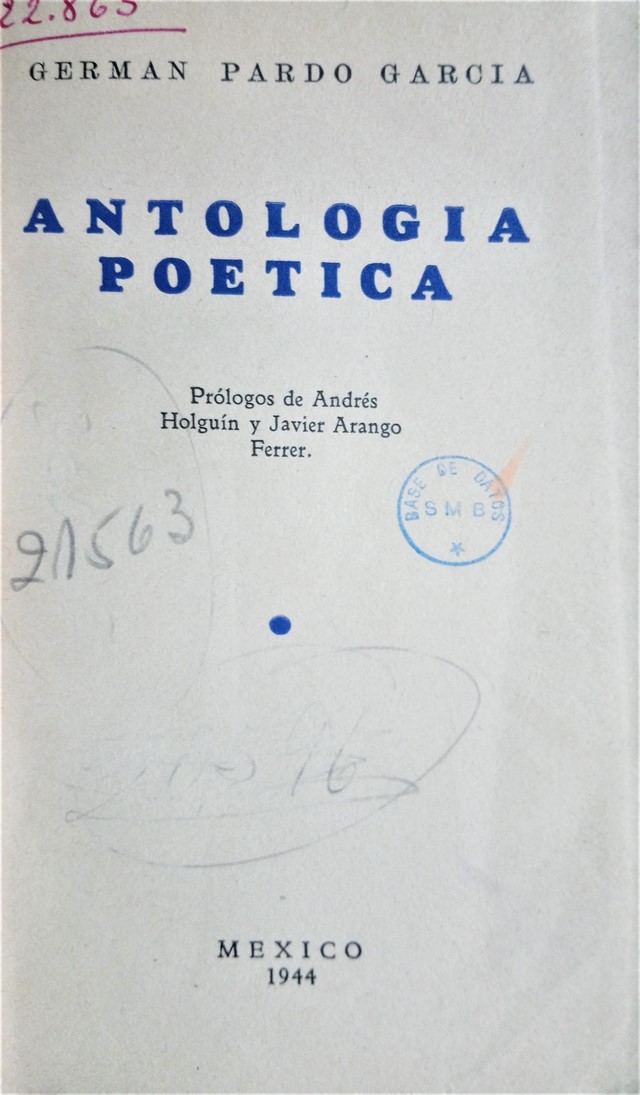 22.863
GERMAN PARDO GARCIA
ANTOLOGIA
POETICA
Prólogos de Andrés
Holguín y Javier Arango
Ferrer.
BASE DE DATOS
SMB
21563
MEXICO
1944